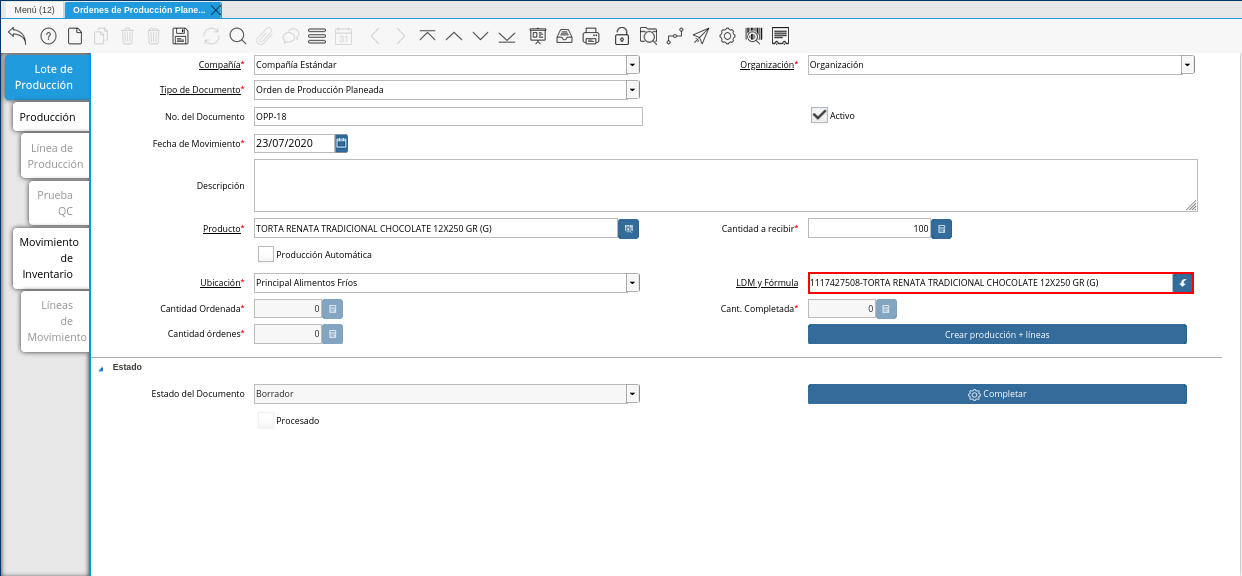 Menú (12)
Ordenes de Producción Plane...
31
Lote de
Producción
Producción
Línea de
Producción
Prueba
QC
Movimiento
de
Inventario
Líneas
de
Movimiento
Compañía* Compañía Estándar
Organización* Organización
Tipo de Documento* Orden de Producción Planeada
No. del Documento OPP-18
Activo
Fecha de Movimiento* 23/07/2020
Descripción
Producto* TORTA RENATA TRADICIONAL CHOCOLATE 12X250 GR (G)
Cantidad a recibir* 100
Producción Automática
Ubicación* Principal Alimentos Fríos
LDM y Fórmula 1117427508-TORTA RENATA TRADICIONAL CHOCOLATE 12X250 GR (G)
Cantidad Ordenada* 0
Cant. Completada* 0
Cantidad órdenes* 0
Crear producción + líneas
Estado
Estado del Documento Borrador
Completar
Procesado